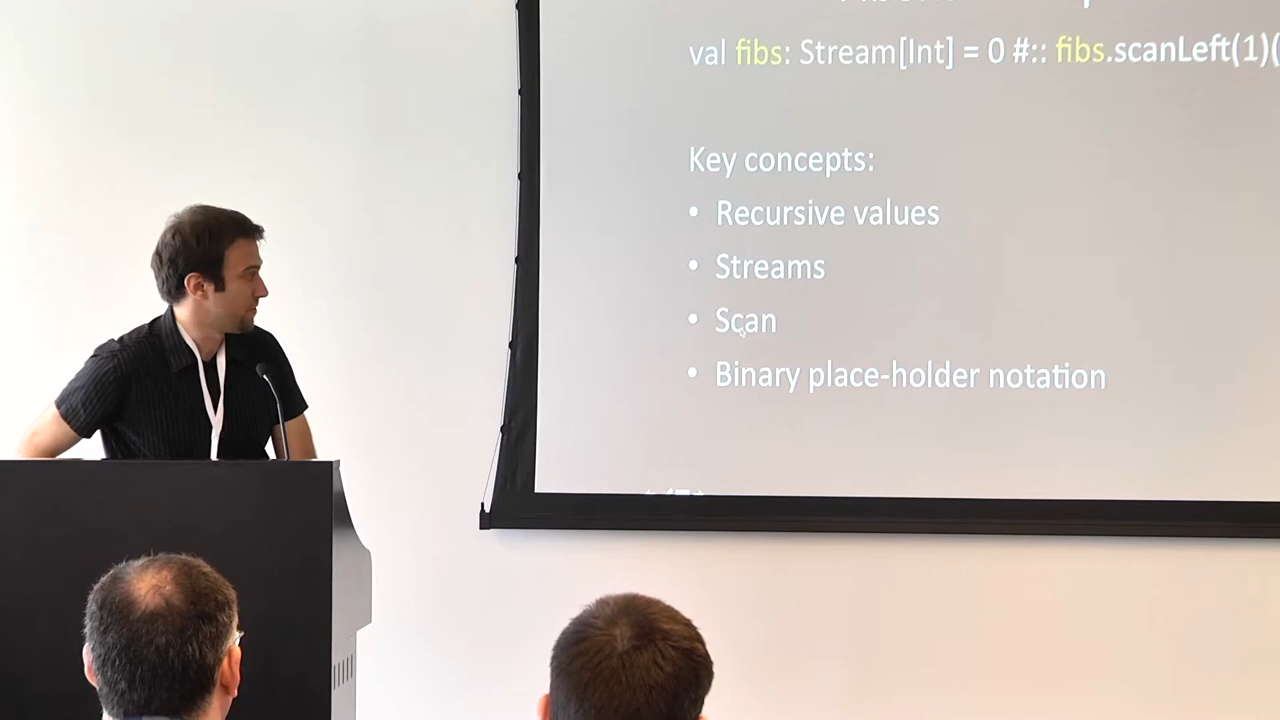 val fibs: Stream[Int] = 0 #:: fibs.scanLeft(1)(
Key concepts:
• Recursive values
• Streams
• Scan
• Binary place-holder notation